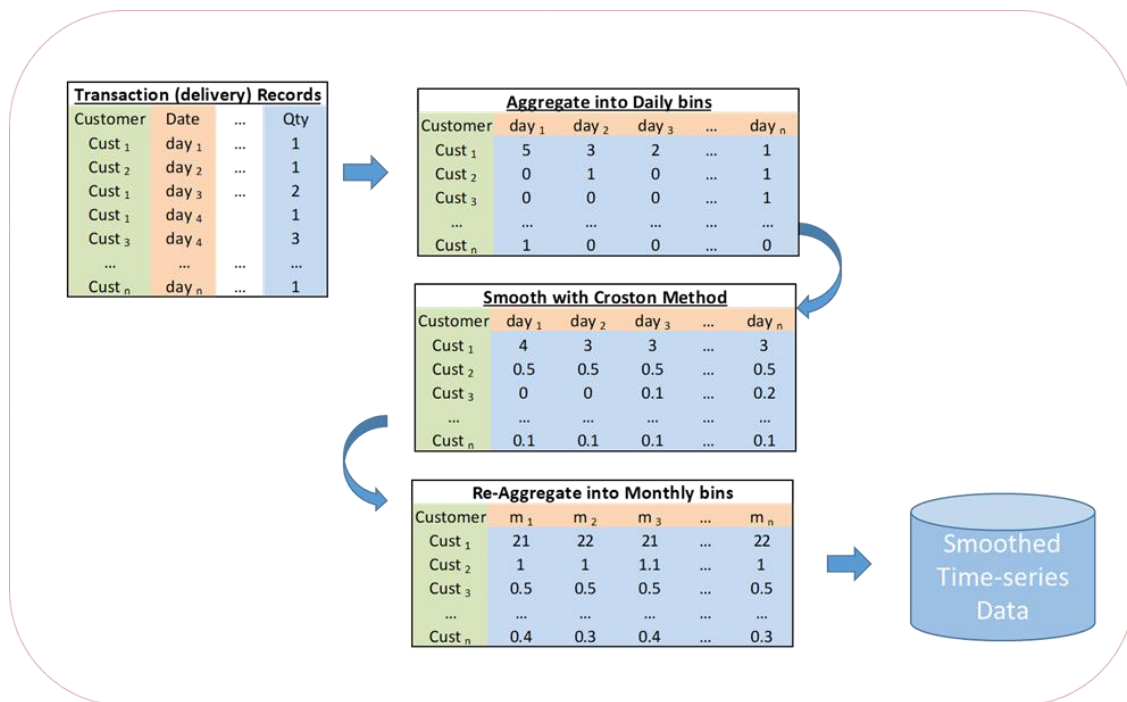 Transaction (delivery) Records
Customer Date ... Qty
Cust 1 day 1 ... 1
Cust 2 day 2 ... 1
Cust 1 day 3 ... 2
Cust 1 day 4 1
Cust 3 day 4 3
... ... ... ...
Cust n day n ... 1
Aggregate into Daily bins
Customer day 1 day 2 day 3 ... day n
Cust 1 5 3 2 ... 1
Cust 2 0 1 0 ... 1
Cust 3 0 0 0 1
... ... ... ... ... ...
Cust n 1 0 0 ... 0
Smooth with Croston Method
Customer day 1 day 2 day 3 ... day n
Cust 1 4 3 3 ... 3
Cust 2 0.5 0.5 0.5 ... 0.5
Cust 3 0 0 0.1 ... 0.2
... ... ... ... ... ...
Cust n 0.1 0.1 0.1 ... 0.1
Re-Aggregate into Monthly bins
Customer m 1 m 2 m 3 ... m n
Cust 1 21 22 21 ... 22
Cust 2 1 1 1.1 ... 1
Cust 3 0.5 0.5 0.5 ... 0.5
... ... ... ... ... ...
Cust n 0.4 0.3 0.4 ... 0.3
Smoothed
Time-series
Data